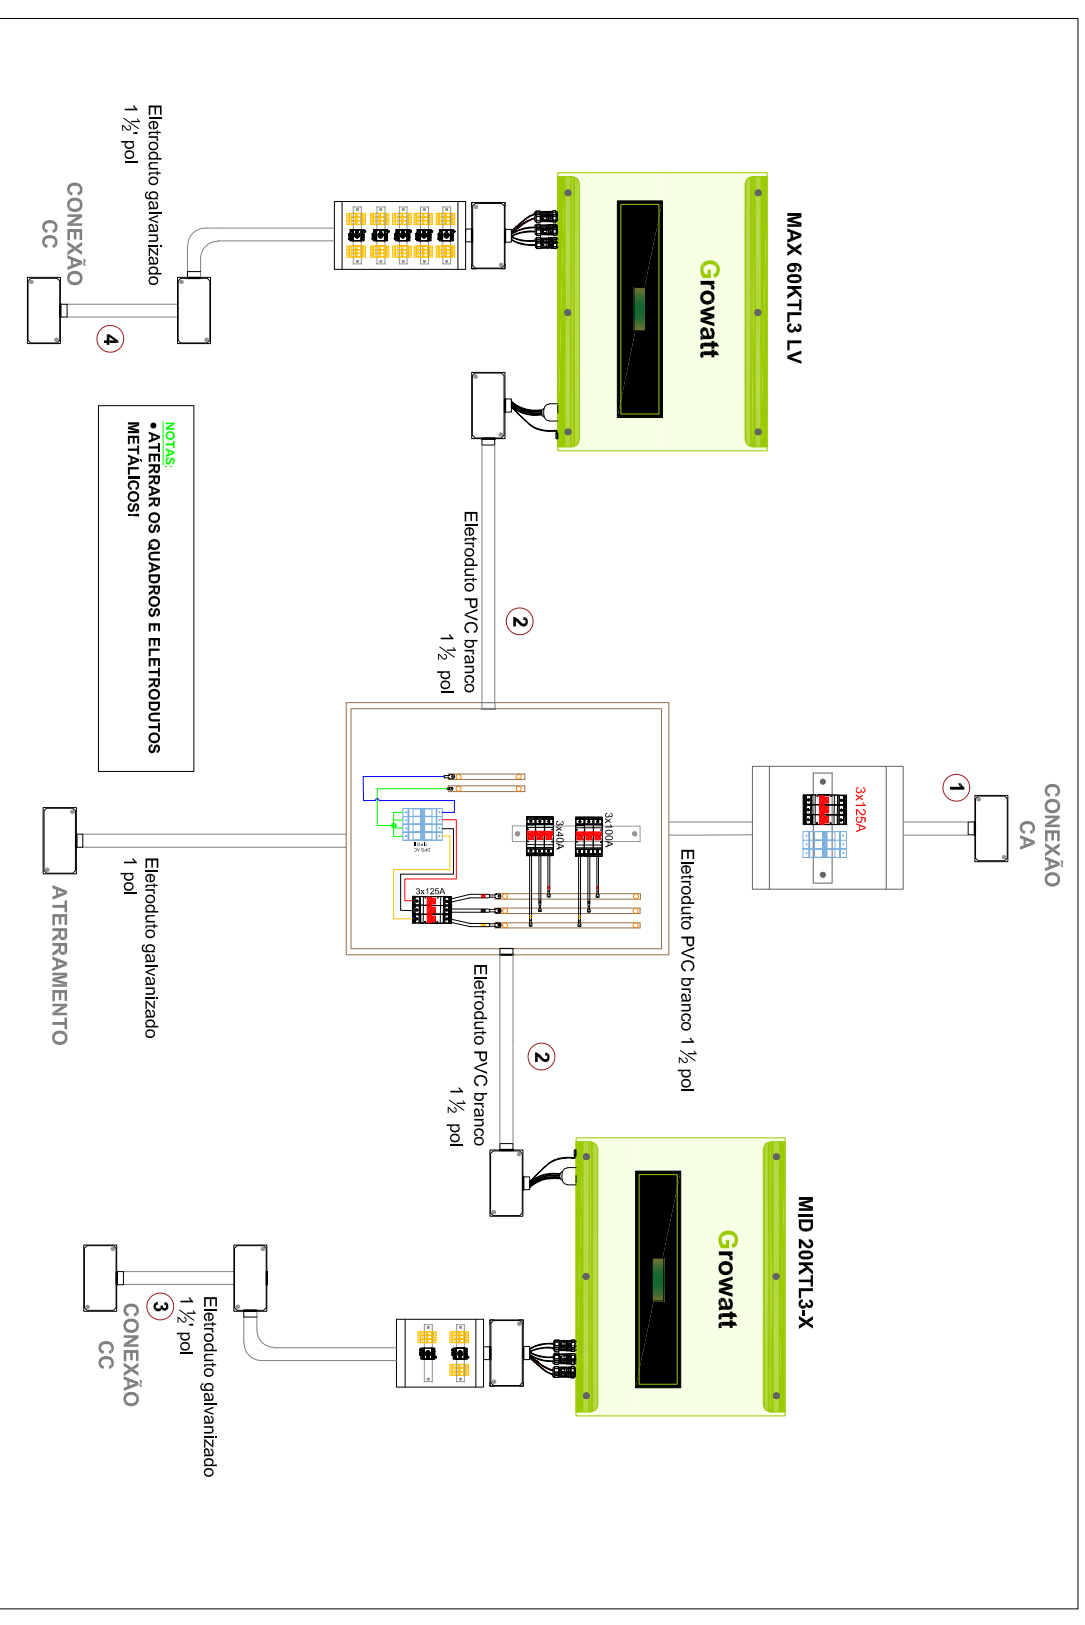 CONEXÃO
CA
1
3x125A
MAX 60KTL3 LV
Growatt
MID 20KTL3-X
Growatt
Eletroduto PVC branco 1 ½ pol
2
Eletroduto PVC branco
1 ½ pol
2
Eletroduto PVC branco
1 ½ pol
3x100A
3x40A
DPS AC
3x125A
Eletroduto galvanizado
1 ½' pol
CONEXÃO
CC
4
Eletroduto galvanizado
1 ½' pol
3
CONEXÃO
CC
NOTAS:
• ATERRAR OS QUADROS E ELETRODUTOS
METÁLICOS!
Eletroduto galvanizado
1 pol
ATERRAMENTO